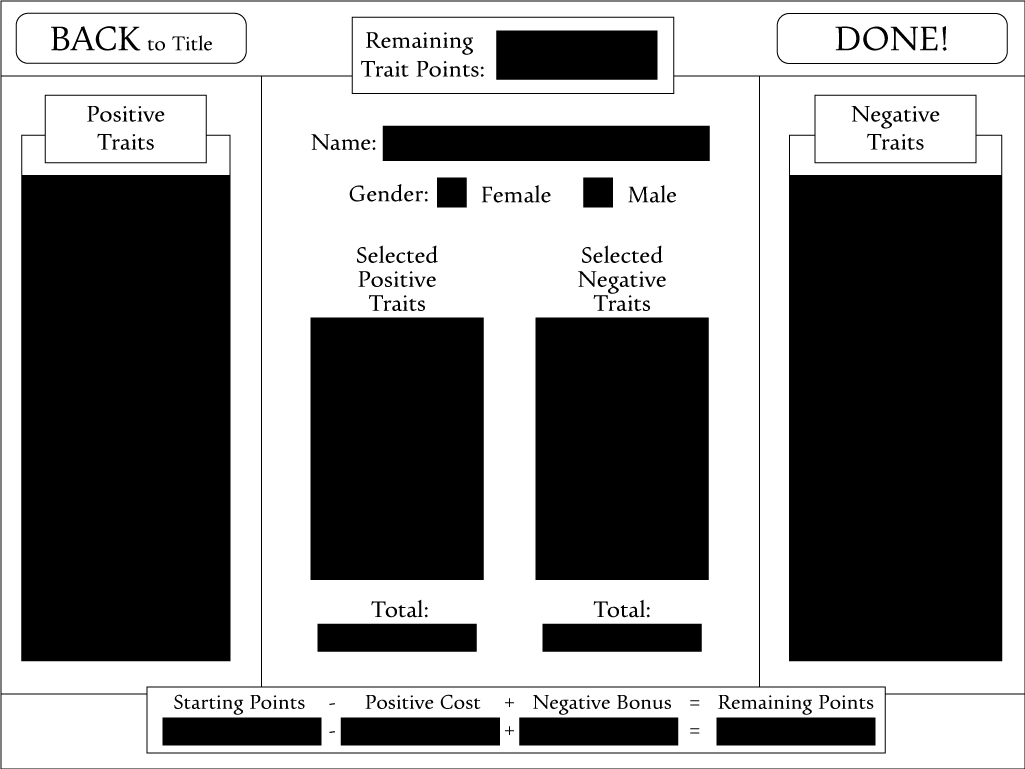 BACK to Title
Remaining
Trait Points:
DONE!
Positive
Traits
Negative
Traits
Name:
Gender: Female Male
Selected
Positive
Traits
Selected
Negative
Traits
Total:
Total:
Starting Points - Positive Cost + Negative Bonus = Remaining Points
- + =